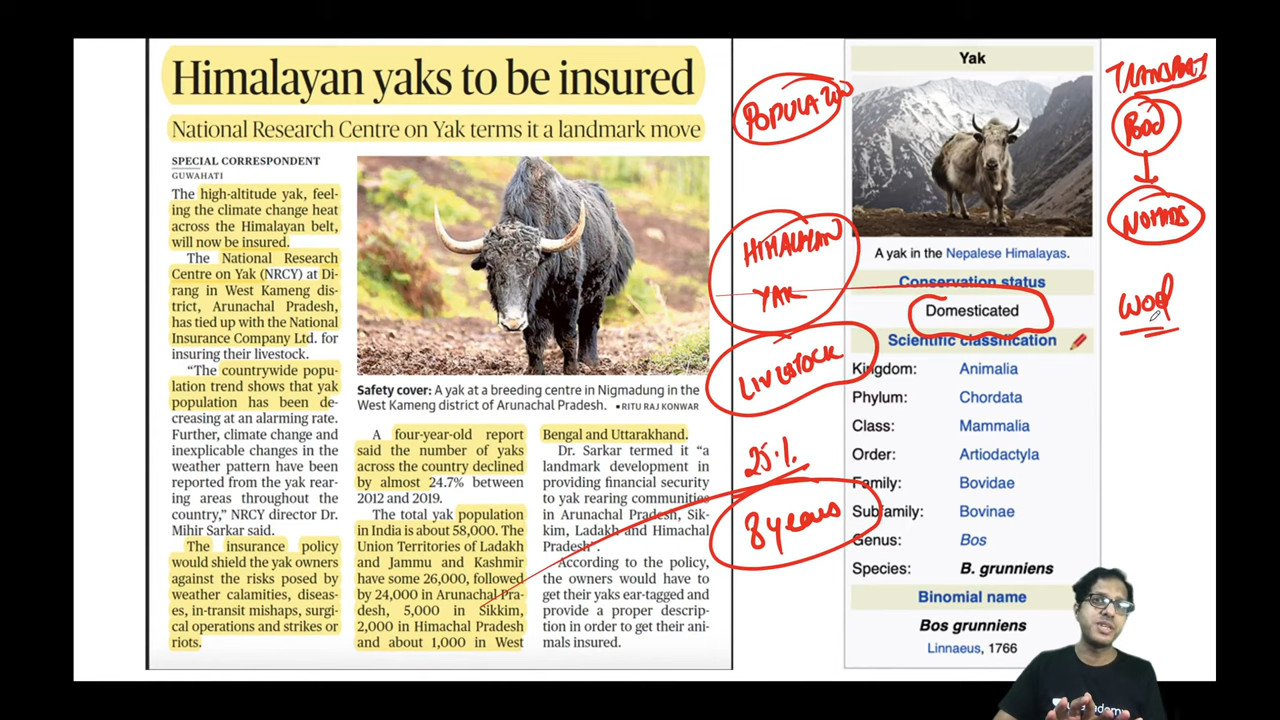 Himalayan yaks to be insured
National Research Centre on Yak terms it a landmark move
SPECIAL CORRESPONDENT
GUWAHATI
The high-altitude yak, feel-
ing the climate change heat
across the Himalayan belt,
will now be insured.
The National Research
Centre on Yak (NRCY) at Di-
rang in West Kameng dis-
trict, Arunachal Pradesh,
has tied up with the National
Insurance Company Ltd. for
insuring their livestock.
“The countrywide popu-
lation trend shows that yak
population has been de-
creasing at an alarming rate.
Further, climate change and
inexplicable changes in the
weather pattern have been
reported from the yak rear-
ing areas throughout the
country,” NRCY director Dr.
Mihir Sarkar said.
The insurance policy
would shield the yak owners
against the risks posed by
weather calamities, diseas-
es, in-transit mishaps, surgi-
cal operations and strikes or
riots.
Safety cover: A yak at a breeding centre in Nigmadung in the
West Kameng district of Arunachal Pradesh. ▪ RITU RAJ KONWAR
A four-year-old report
said the number of yaks
across the country declined
by almost 24.7% between
2012 and 2019.
The total yak population
in India is about 58,000. The
Union Territories of Ladakh
and Jammu and Kashmir
have some 26,000, followed
by 24,000 in Arunachal Pra-
desh, 5,000 in Sikkim,
2,000 in Himachal Pradesh
and about 1,000 in West
Bengal and Uttarakhand.
Dr. Sarkar termed it “a
landmark development in
providing financial security
to yak rearing communities
in Arunachal Pradesh, Sik-
kim, Ladakh and Himachal
Pradesh”.
According to the policy,
the owners would have to
get their yaks ear-tagged and
provide a proper descrip-
tion in order to get their ani-
mals insured.
HIMALAYAN
YAK
LIVESTOCK
25%
8 years
Yak
A yak in the Nepalese Himalayas.
Conservation status
Domesticated
Scientific classification
Kingdom: Animalia
Phylum: Chordata
Class: Mammalia
Order: Artiodactyla
Family: Bovidae
Subfamily: Bovinae
Genus: Bos
Species: B. grunniens
Binomial name
Bos grunniens
Linnaeus, 1766
TRANSPORT
FOOD
NOMADS